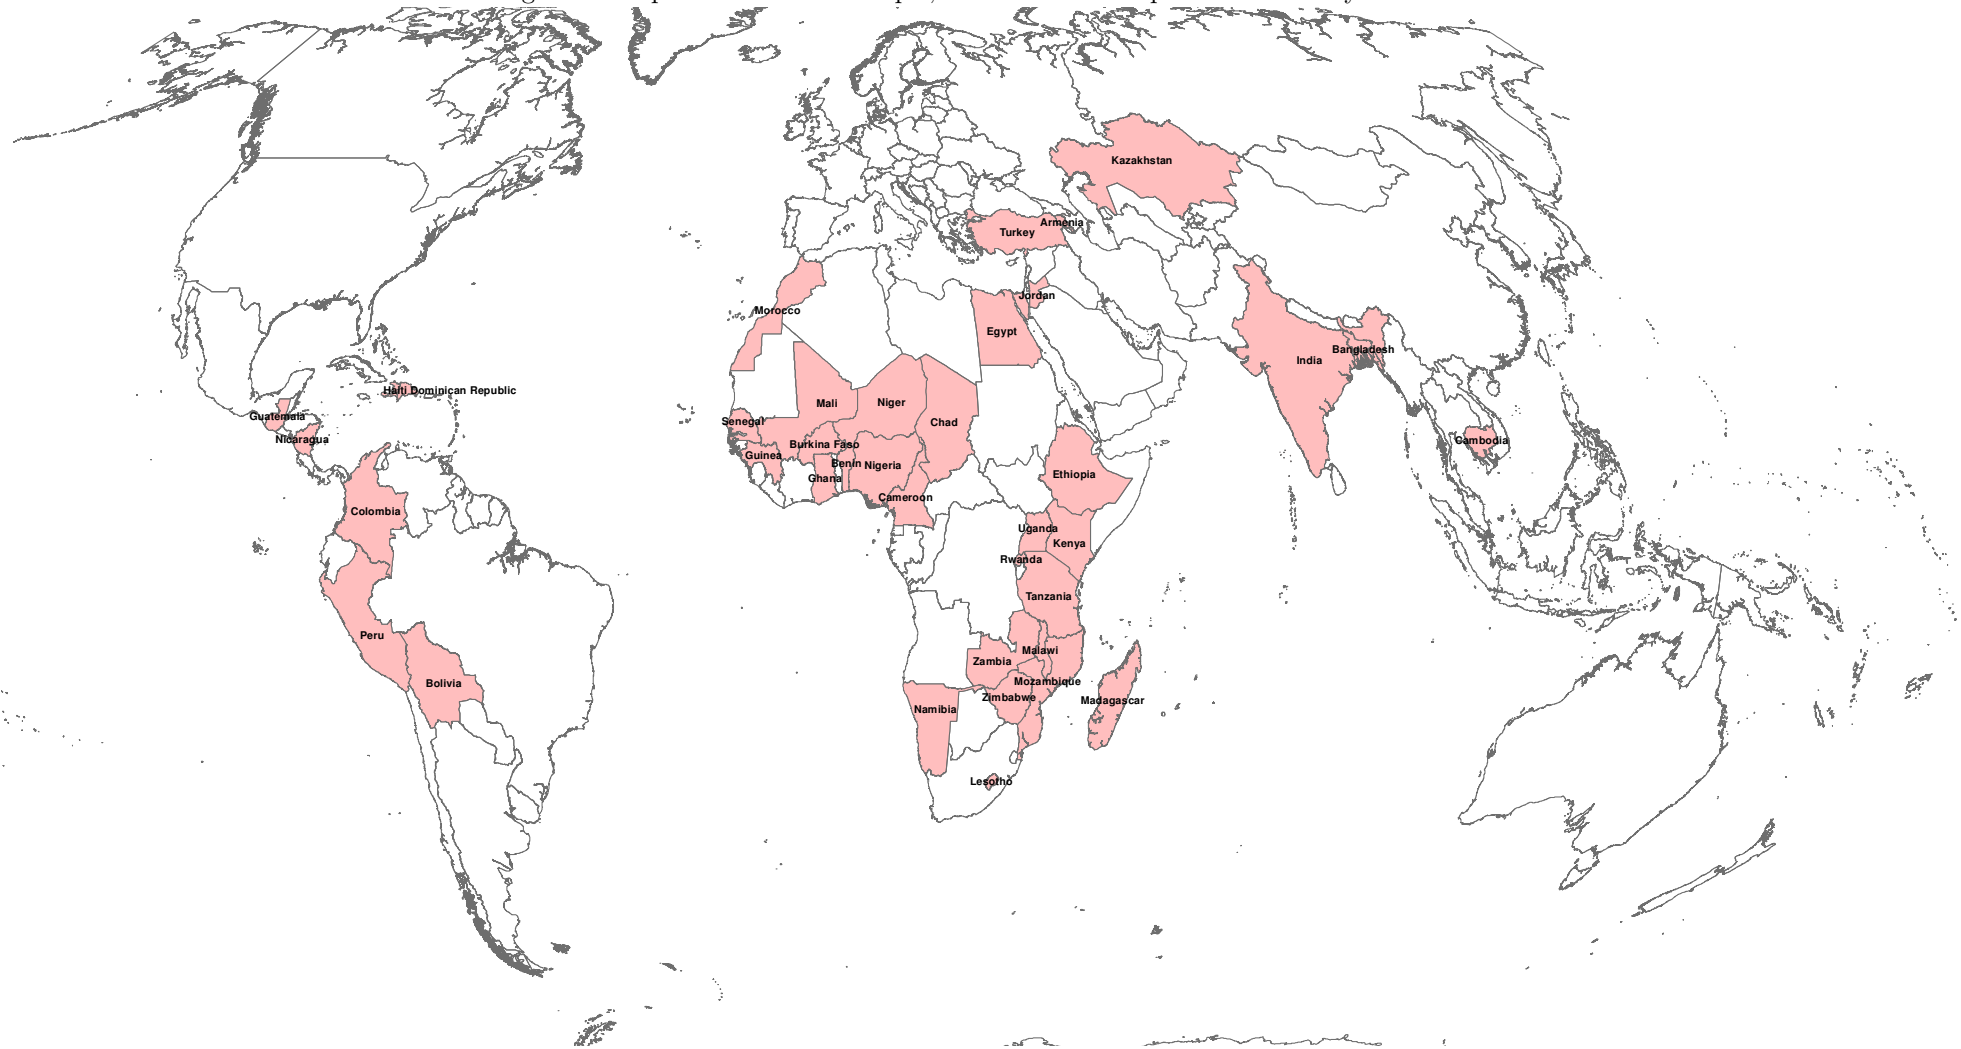 Kazakhstan
Armenia
Turkey
Jordan
Morocco
Egypt
Bangladesh
India
Haiti Dominican Republic
Guatemala
Nicaragua
Senegal
Mali
Niger
Chad
Burkina Faso
Guinea
Benin
Nigeria
Ghana
Cameroon
Cambodia
Ethiopia
Colombia
Uganda
Kenya
Rwanda
Tanzania
Peru
Malawi
Zambia
Bolivia
Mozambique
Zimbabwe
Madagascar
Namibia
Lesotho